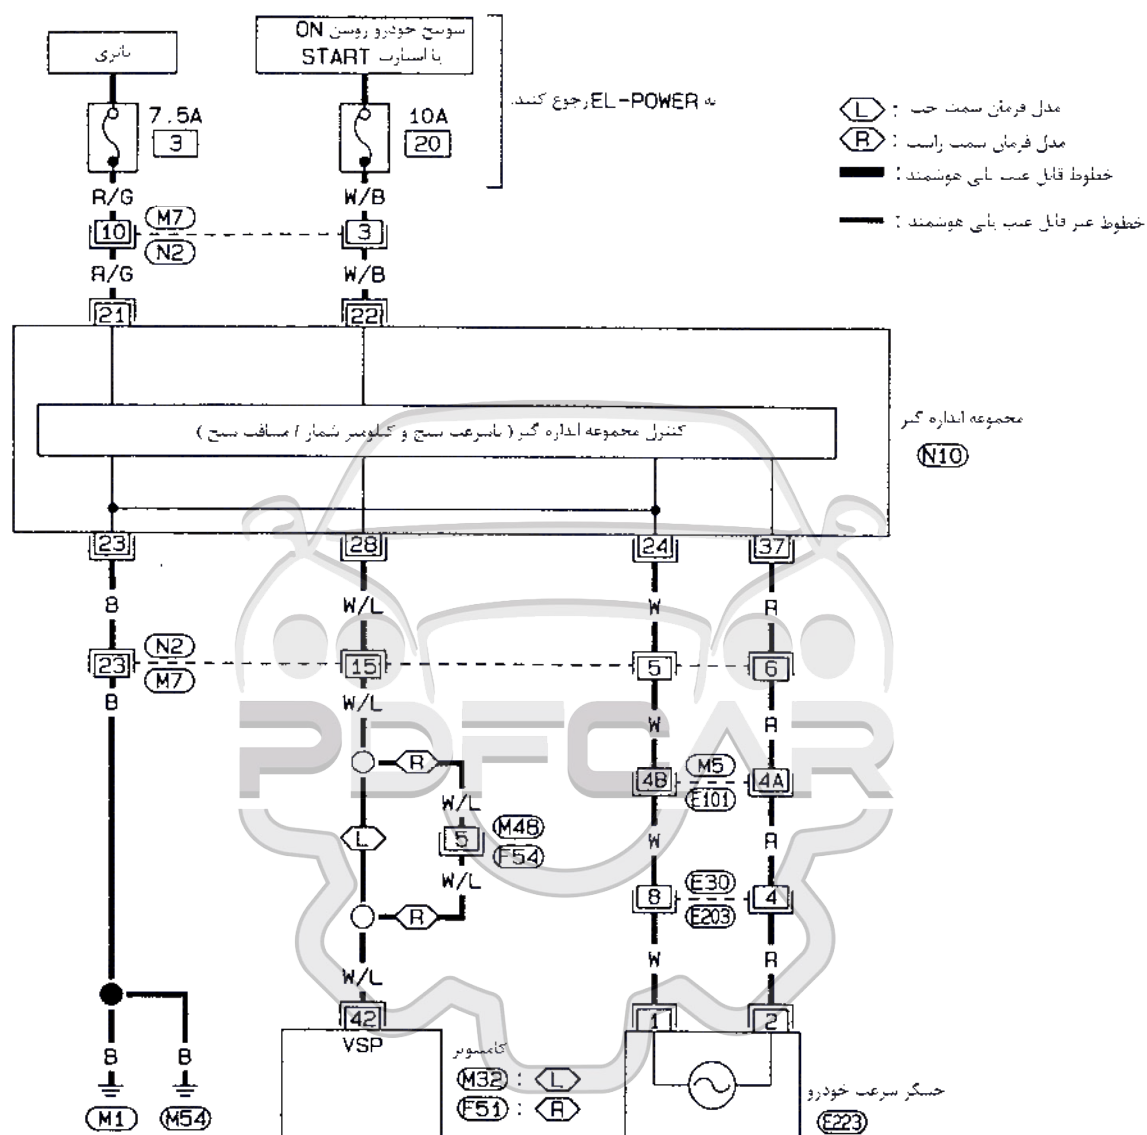 باتری
سوییچ خودرو روشن ON
یا استارت START
به EL-POWER رجوع کنید.
7.5A
3
10A
20
L : مدل فرمان سمت چپ
R : مدل فرمان سمت راست
خطوط قابل عیب یابی هوشمند :
خطوط غیر قابل عیب یابی هوشمند :
R/G
W/B
10
M7
N2
3
R/G
W/B
21
22
کنترل مجموعه اندازه گیر ( با سرعت سنج و کیلومتر شمار / مسافت سنج )
مجموعه اندازه گیر
N10
23
28
24
37
B
W/L
W
R
23
N2
M7
15
5
6
B
W/L
W
R
PDFCAR
R
W/L
4B
M5
E101
4A
L
5
M48
F54
W
R
W/L
8
E30
E203
4
R
W/L
W
R
42
1
2
VSP
B
B
M1
M54
کامپیوتر
M32 : L
F51 : R
حسگر سرعت خودرو
E223